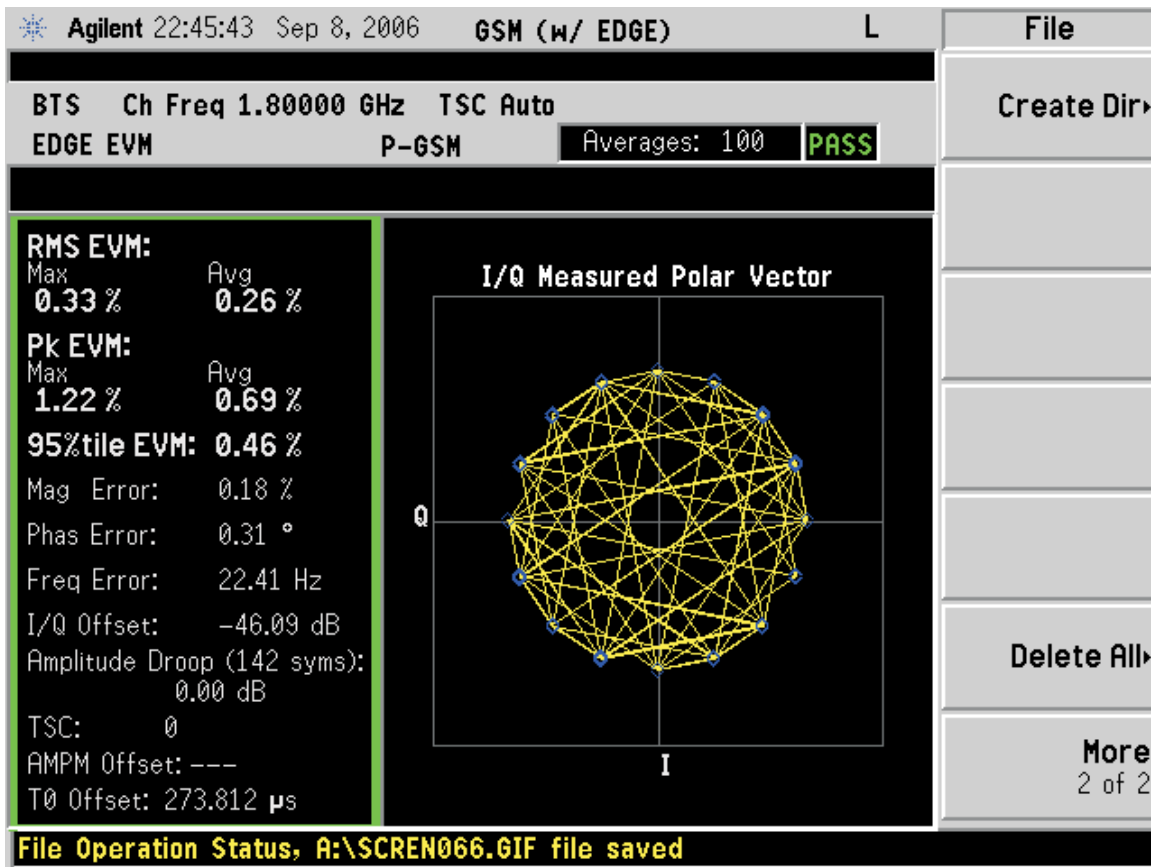 Agilent 22:45:43 Sep 8, 2006 GSM (w/ EDGE) L
File
BTS Ch Freq 1.80000 GHz TSC Auto
EDGE EVM P-GSM Averages: 100 PASS
Create Dir
RMS EVM:
Max Avg
0.33 % 0.26 %
Pk EVM:
Max Avg
1.22 % 0.69 %
95%tile EVM: 0.46 %
Mag Error: 0.18 %
Phas Error: 0.31 °
Freq Error: 22.41 Hz
I/Q Offset: -46.09 dB
Amplitude Droop (142 syms):
0.00 dB
TSC: 0
AMPM Offset: ---
T0 Offset: 273.812 µs
I/Q Measured Polar Vector
Q
I
Delete All
More
2 of 2
File Operation Status, A:\SCREN066.GIF file saved